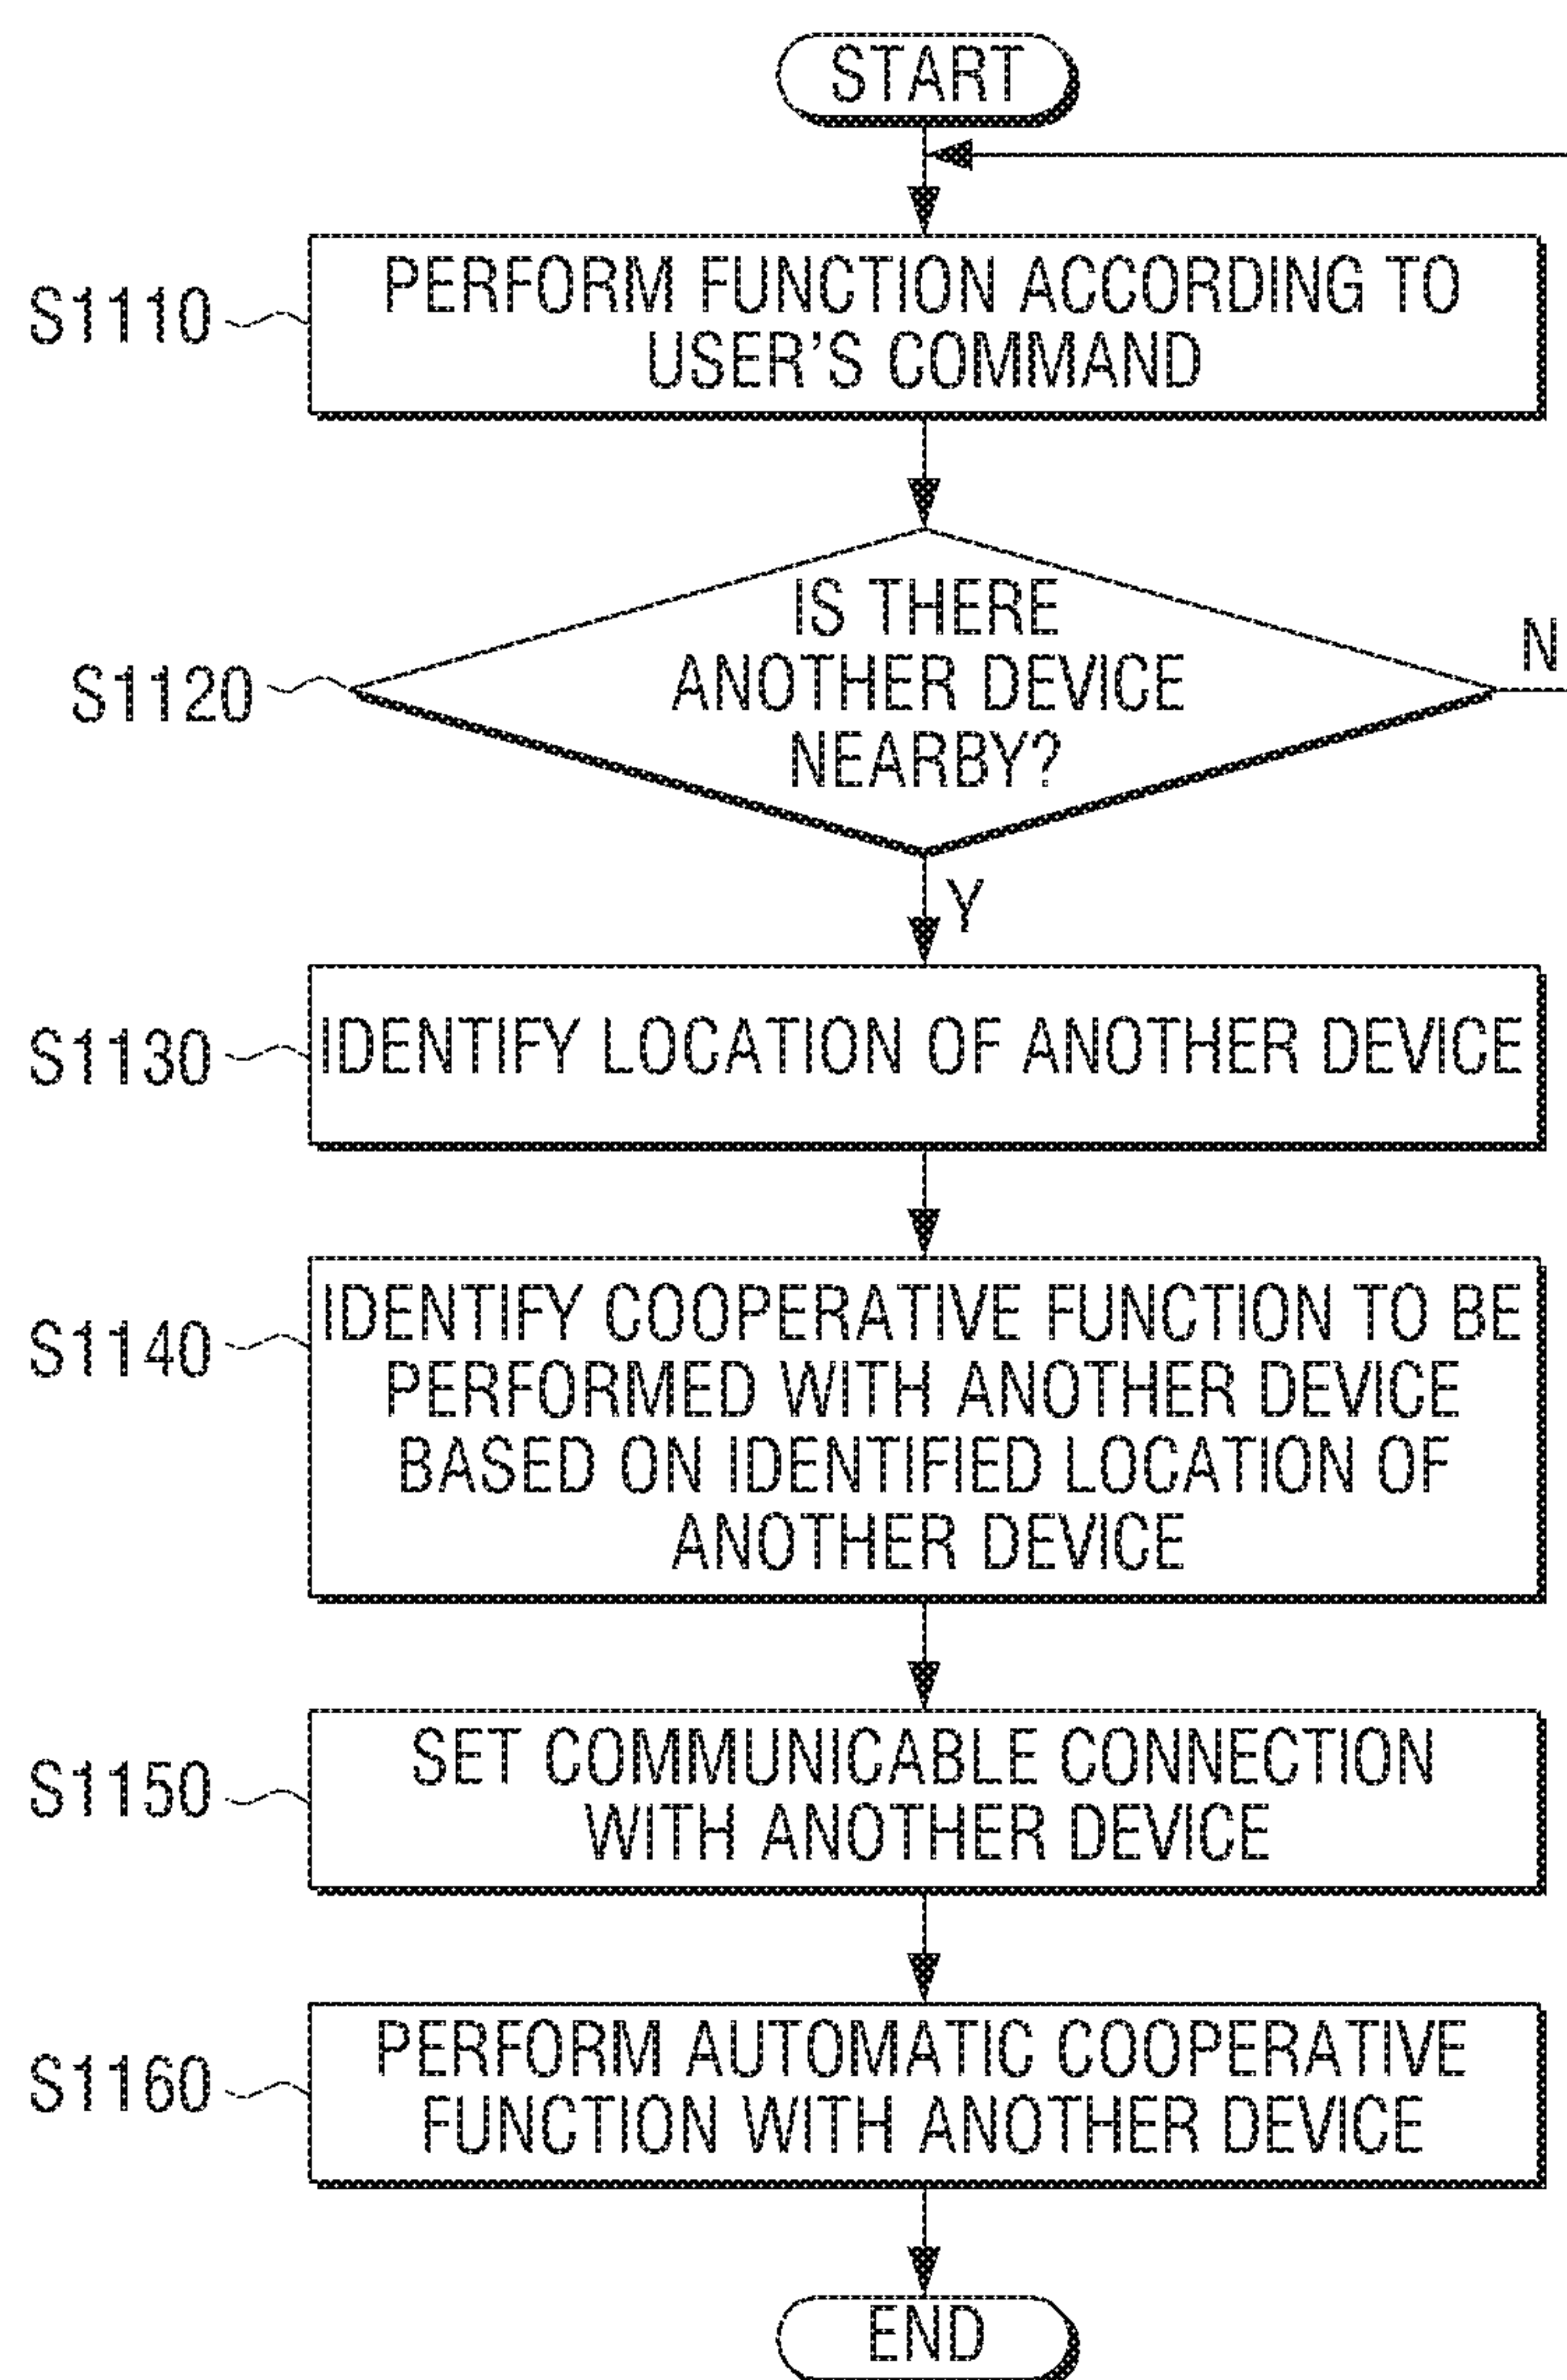 START
S1110
PERFORM FUNCTION ACCORDING TO
USER'S COMMAND
S1120
IS THERE
ANOTHER DEVICE
NEARBY?
N
Y
S1130
IDENTIFY LOCATION OF ANOTHER DEVICE
S1140
IDENTIFY COOPERATIVE FUNCTION TO BE
PERFORMED WITH ANOTHER DEVICE
BASED ON IDENTIFIED LOCATION OF
ANOTHER DEVICE
S1150
SET COMMUNICABLE CONNECTION
WITH ANOTHER DEVICE
S1160
PERFORM AUTOMATIC COOPERATIVE
FUNCTION WITH ANOTHER DEVICE
END